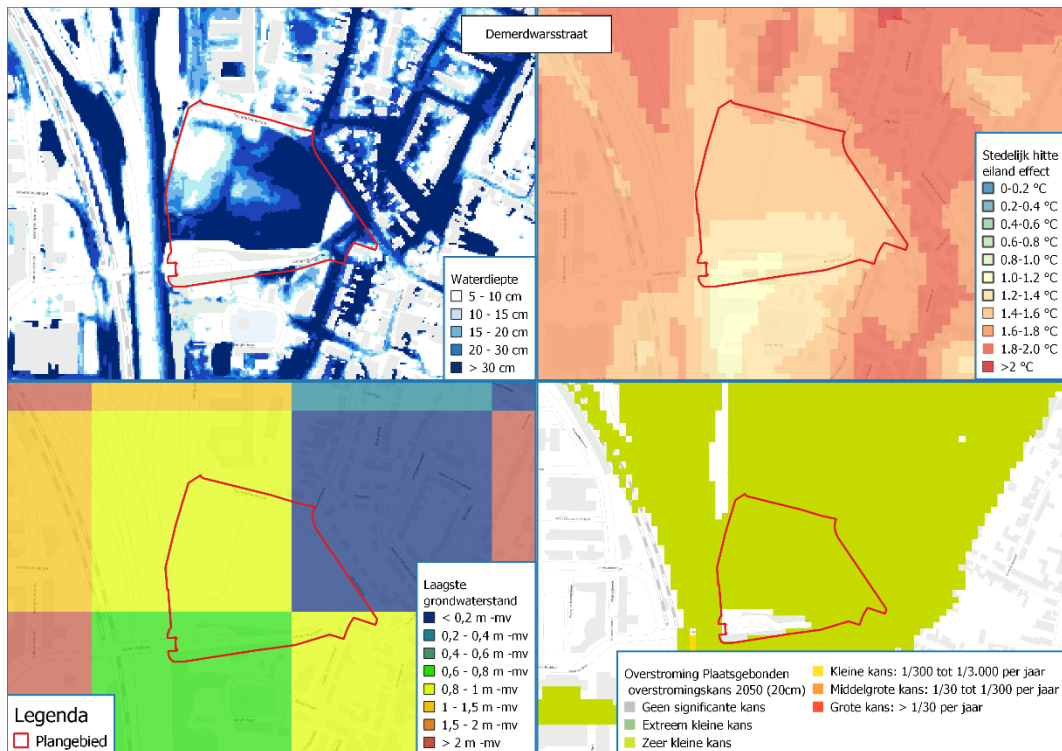 Demerdwarsstraat
Waterdiepte
5 - 10 cm
10 - 15 cm
15 - 20 cm
20 - 30 cm
> 30 cm
Stedelijk hitte
eiland effect
0-0.2 °C
0.2-0.4 °C
0.4-0.6 °C
0.6-0.8 °C
0.8-1.0 °C
1.0-1.2 °C
1.2-1.4 °C
1.4-1.6 °C
1.6-1.8 °C
1.8-2.0 °C
>2 °C
Legenda
Plangebied
Laagste
grondwaterstand
< 0,2 m -mv
0,2 - 0,4 m -mv
0,4 - 0,6 m -mv
0,6 - 0,8 m -mv
0,8 - 1 m -mv
1 - 1,5 m -mv
1,5 - 2 m -mv
> 2 m -mv
Overstroming Plaatsgebonden
overstromingskans 2050 (20cm)
Geen significante kans
Extreem kleine kans
Zeer kleine kans
Kleine kans: 1/300 tot 1/3.000 per jaar
Middelgrote kans: 1/30 tot 1/300 per jaar
Grote kans: > 1/30 per jaar